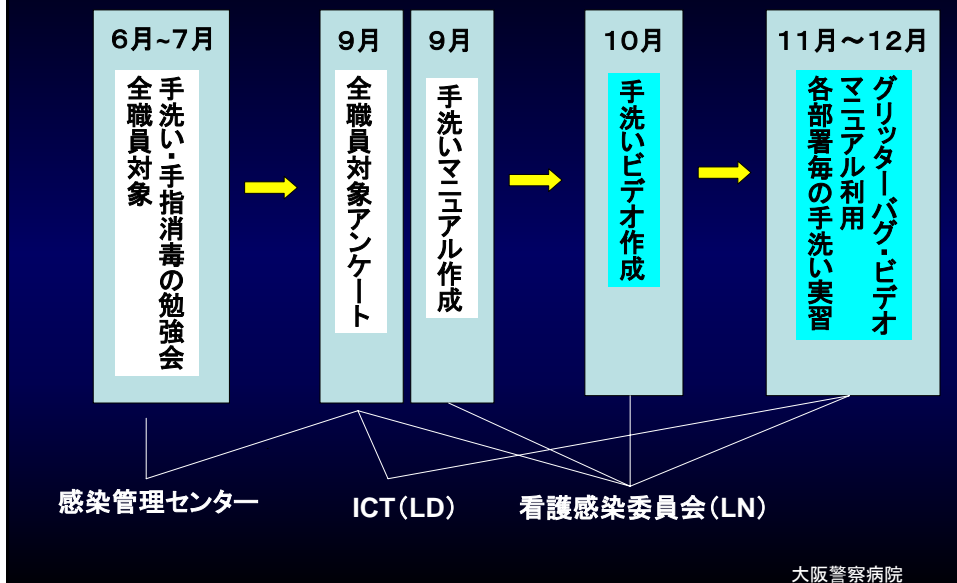 6月~7月
手洗い・手指消毒の勉強会
全職員対象
9月
全職員対象アンケート
9月
手洗いマニュアル作成
10月
手洗いビデオ作成
11月～12月
グリッターバグ・ビデオ
マニュアル利用
各部署毎の手洗い実習
感染管理センター
ICT(LD)
看護感染委員会(LN)
大阪警察病院